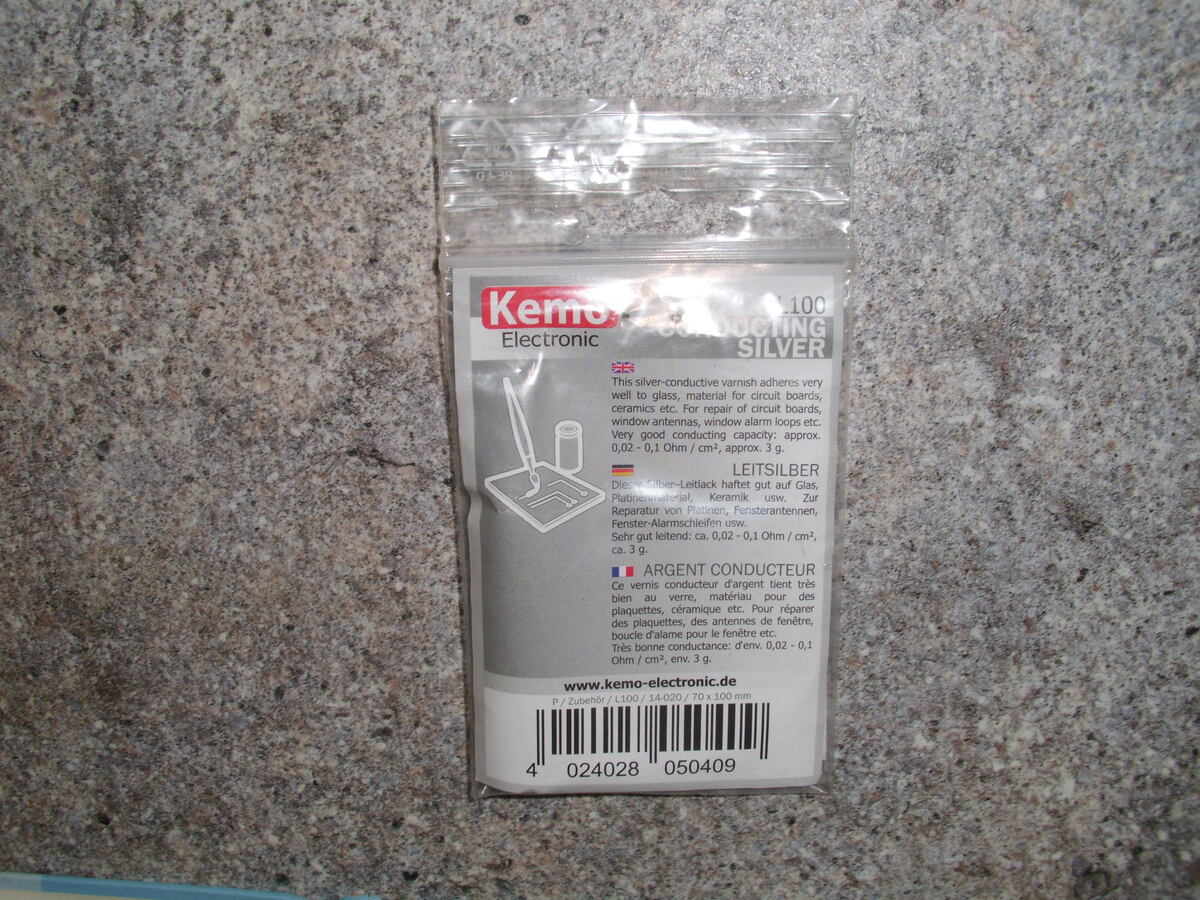 Kemo
L100
Electronic
CONDUCTING
SILVER
This silver-conductive varnish adheres very
well to glass, material for circuit boards,
ceramics etc. For repair of circuit boards,
window antennas, window alarm loops etc.
Very good conducting capacity: approx.
0,02 - 0,1 Ohm / cm², approx. 3 g.
LEITSILBER
Dieser Silber-Leitlack haftet gut auf Glas,
Platinenmaterial, Keramik usw. Zur
Reparatur von Platinen, Fensterantennen,
Fenster-Alarmschleifen usw.
Sehr gut leitend: ca. 0,02 - 0,1 Ohm / cm²,
ca. 3 g.
ARGENT CONDUCTEUR
Ce vernis conducteur d'argent tient très
bien au verre, matériau pour des
plaquettes, céramique etc. Pour réparer
des plaquettes, des antennes de fenêtre,
boucle d'alame pour le fenêtre etc.
Très bonne conductance: d'env. 0,02 - 0,1
Ohm / cm², env. 3 g.
www.kemo-electronic.de
P / Zubehör / L100 / 14-020 / 70 x 100 mm
4 024028 050409